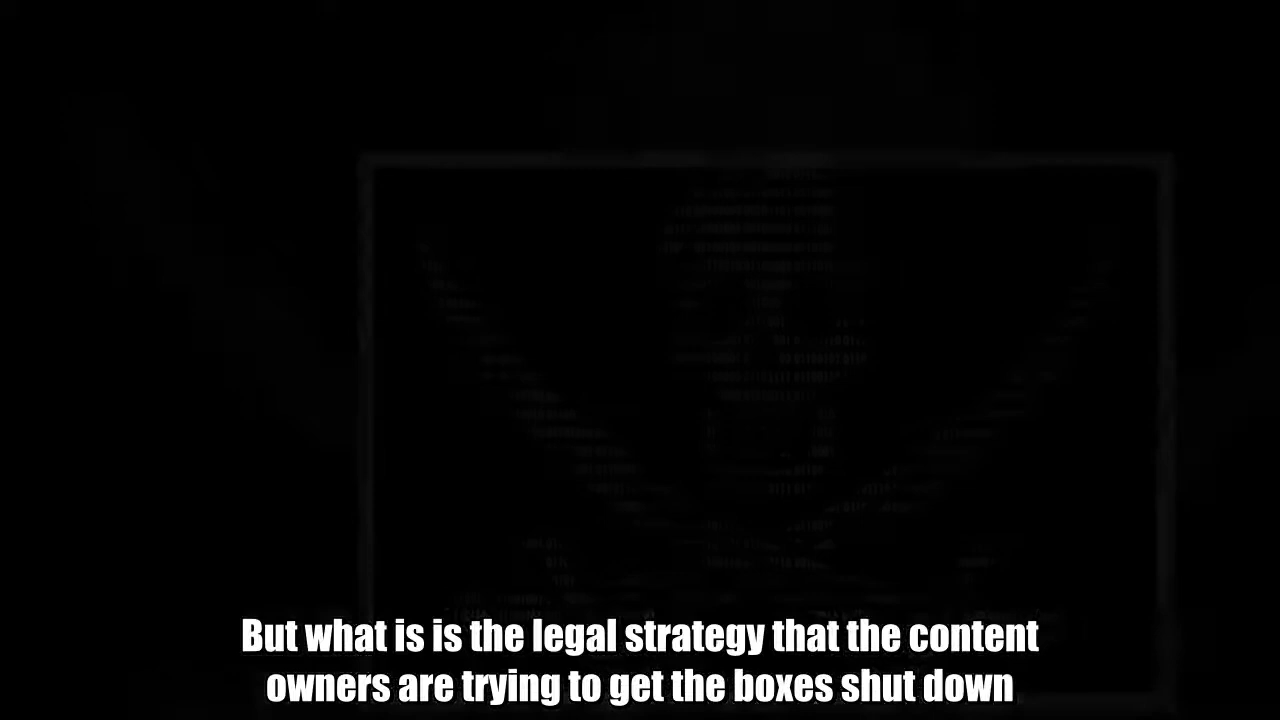 But what is is the legal strategy that the content
owners are trying to get the boxes shut down